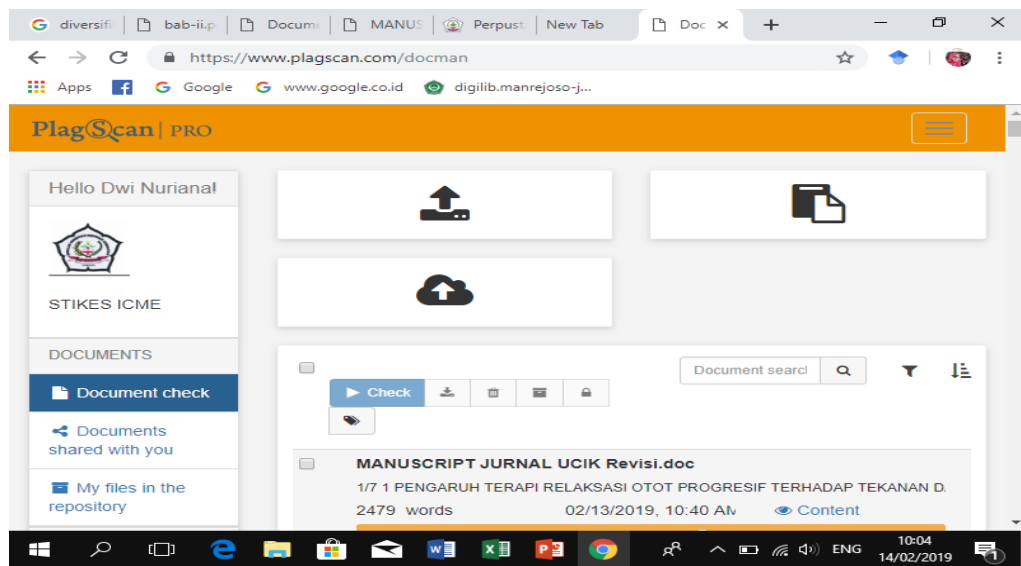 diversifi
bab-ii.p
Docume
MANUS
Perpust
New Tab
Doc
https://www.plagscan.com/docman
Apps
Google
www.google.co.id
digilib.manrejoso-j...
PlagScan | PRO
Hello Dwi Nuriana!
STIKES ICME
DOCUMENTS
Document check
Documents
shared with you
My files in the
repository
Document search
Check
MANUSCRIPT JURNAL UCIK Revisi.doc
1/7 1 PENGARUH TERAPI RELAKSASI OTOT PROGRESIF TERHADAP TEKANAN D.
2479 words 02/13/2019, 10:40 AM Content
ENG
10:04
14/02/2019